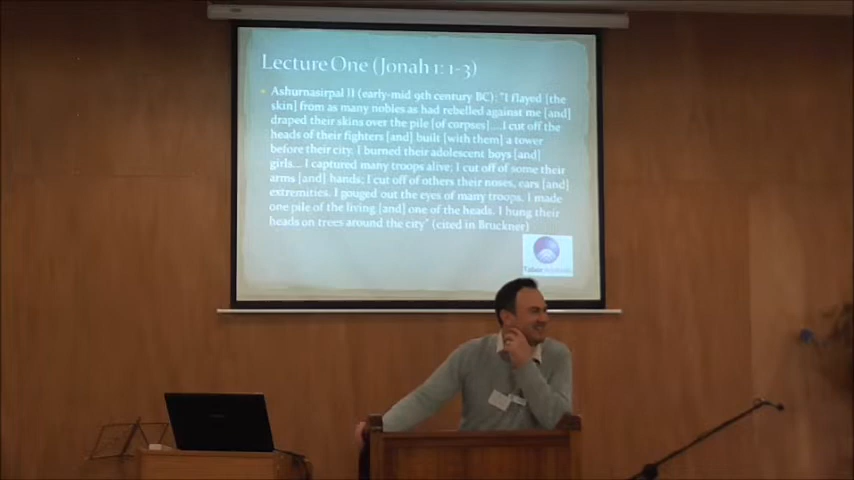 Lecture One (Jonah 1: 1-3)
Ashurnasirpal II (early-mid 9th century BC): "I flayed [the
skin] from as many nobles as had rebelled against me [and]
draped their skins over the pile [of corpses]....I cut off the
heads of their fighters [and] built [with them] a tower
before their city. I burned their adolescent boys [and]
girls.... I captured many troops alive; I cut off of some their
arms [and] hands; I cut off of others their noses, ears [and]
extremities. I gouged out the eyes of many troops. I made
one pile of the living [and] one of the heads. I hung their
heads on trees around the city" (cited in Bruckner)